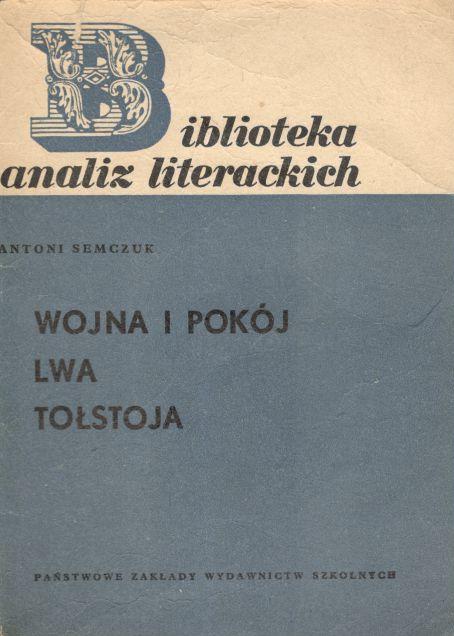 Biblioteka
analiz literackich
ANTONI SEMCZUK
WOJNA I POKÓJ
LWA
TOŁSTOJA
PAŃSTWOWE ZAKŁADY WYDAWNICTW SZKOLNYCH